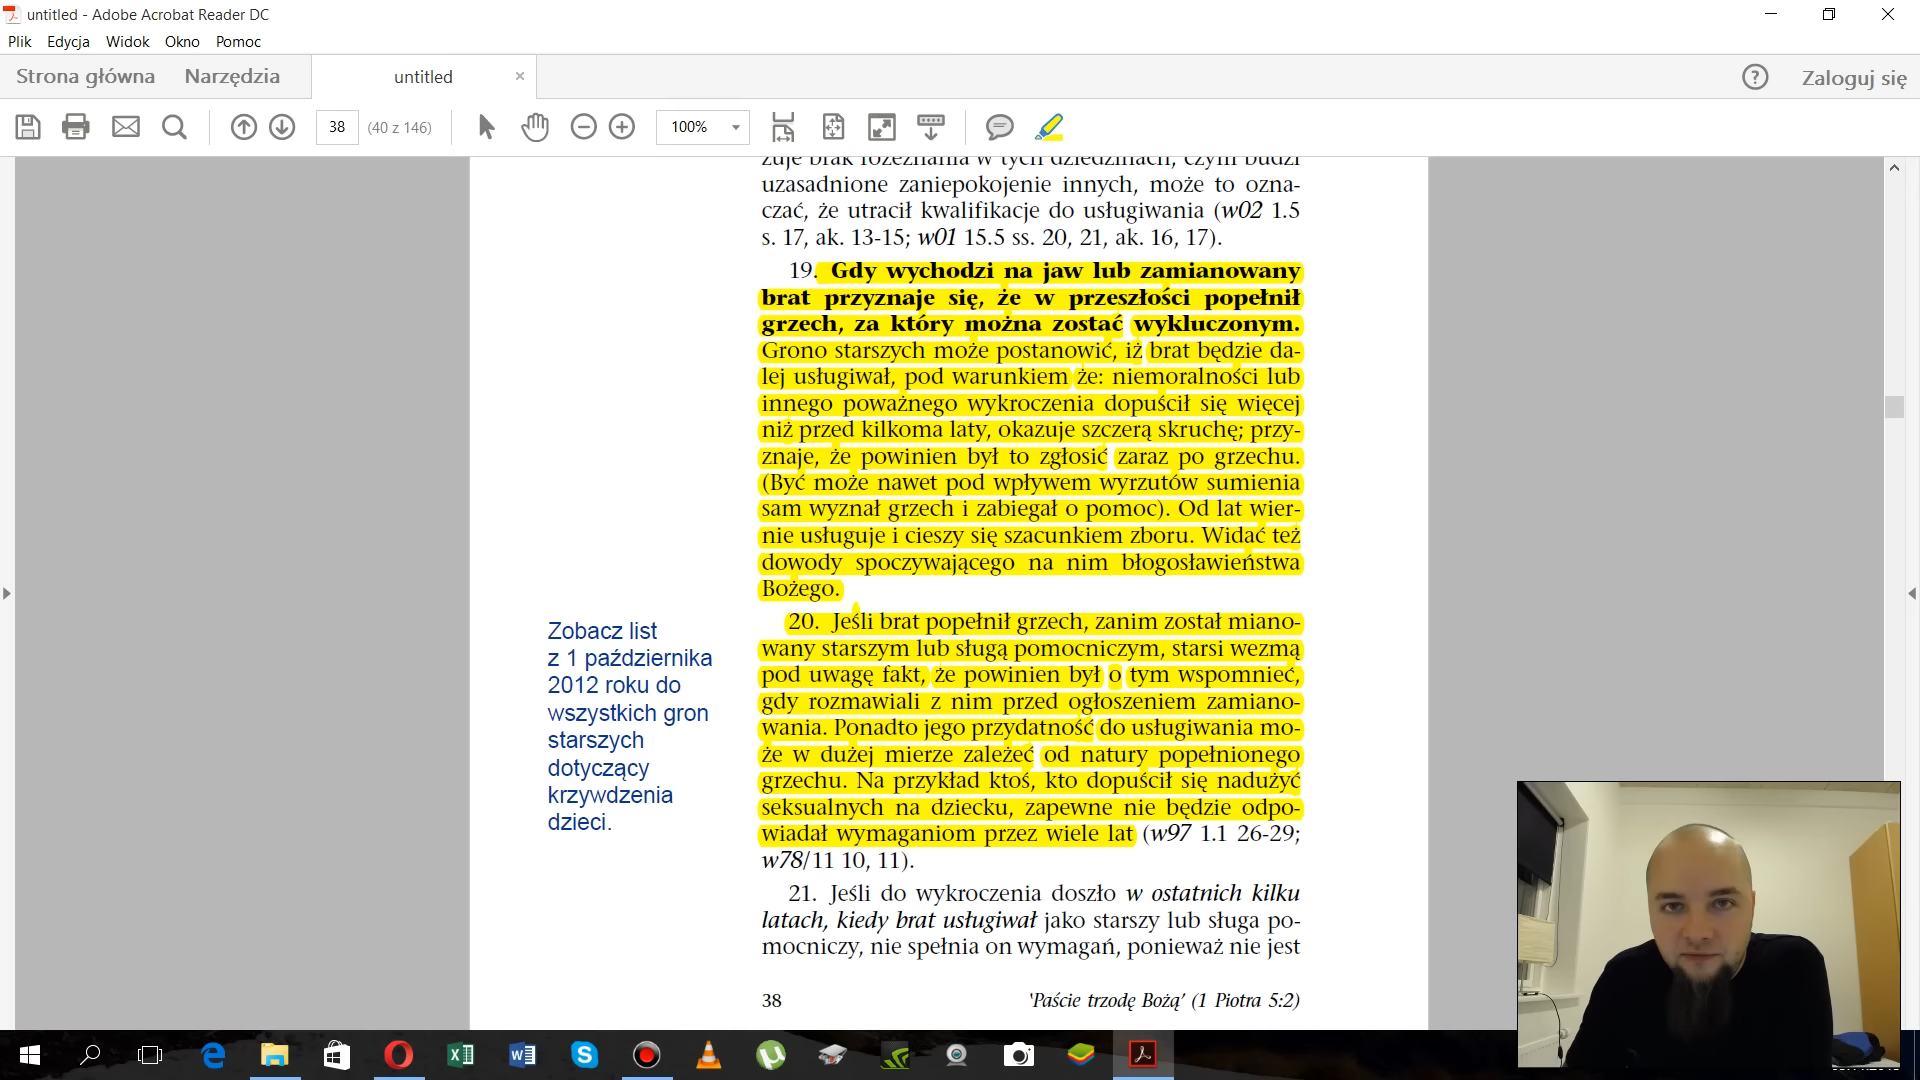 untitled - Adobe Acrobat Reader DC
Plik Edycja Widok Okno Pomoc
Strona główna Narzędzia untitled × ? Zaloguj się
38 (40 z 146) 100%
zuje brak rozeznania w tych dziedzinach, czym budzi
uzasadnione zaniepokojenie innych, może to ozna-
czać, że utracił kwalifikacje do usługiwania (w02 1.5
s. 17, ak. 13-15; w01 15.5 ss. 20, 21, ak. 16, 17).
19. Gdy wychodzi na jaw lub zamianowany
brat przyznaje się, że w przeszłości popełnił
grzech, za który można zostać wykluczonym.
Grono starszych może postanowić, iż brat będzie da-
lej usługiwał, pod warunkiem że: niemoralności lub
innego poważnego wykroczenia dopuścił się więcej
niż przed kilkoma laty, okazuje szczerą skruchę; przy-
znaje, że powinien był to zgłosić zaraz po grzechu.
(Być może nawet pod wpływem wyrzutów sumienia
sam wyznał grzech i zabiegał o pomoc). Od lat wier-
nie usługuje i cieszy się szacunkiem zboru. Widać też
dowody spoczywającego na nim błogosławieństwa
Bożego.
20. Jeśli brat popełnił grzech, zanim został miano-
wany starszym lub sługą pomocniczym, starsi wezmą
pod uwagę fakt, że powinien był o tym wspomnieć,
gdy rozmawiali z nim przed ogłoszeniem zamiano-
wania. Ponadto jego przydatność do usługiwania mo-
że w dużej mierze zależeć od natury popełnionego
grzechu. Na przykład ktoś, kto dopuścił się nadużyć
seksualnych na dziecku, zapewne nie będzie odpo-
wiadał wymaganiom przez wiele lat (w97 1.1 26-29;
w78/11 10, 11).
Zobacz list
z 1 października
2012 roku do
wszystkich gron
starszych
dotyczący
krzywdzenia
dzieci.
21. Jeśli do wykroczenia doszło w ostatnich kilku
latach, kiedy brat usługiwał jako starszy lub sługa po-
mocniczy, nie spełnia on wymagań, ponieważ nie jest
38 'Paście trzodę Bożą' (1 Piotra 5:2)